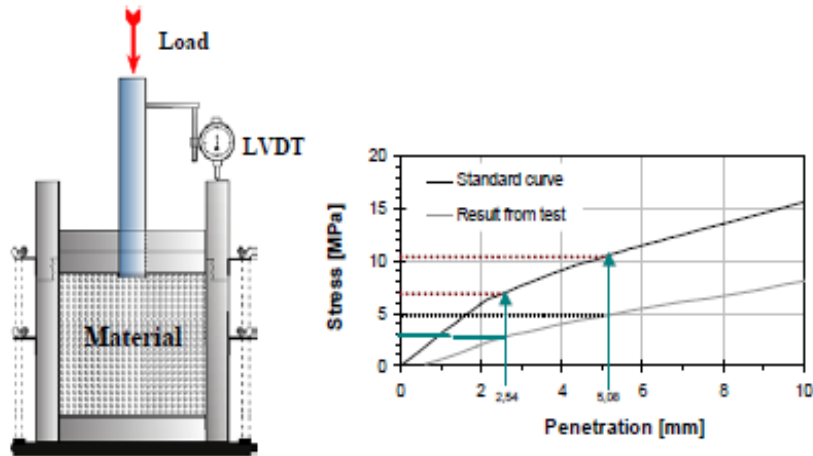 Load
LVDT
Material
20
15
10
5
0
Stress [MPa]
Standard curve
Result from test
0 2 4 6 8 10
2,54 5,08
Penetration [mm]